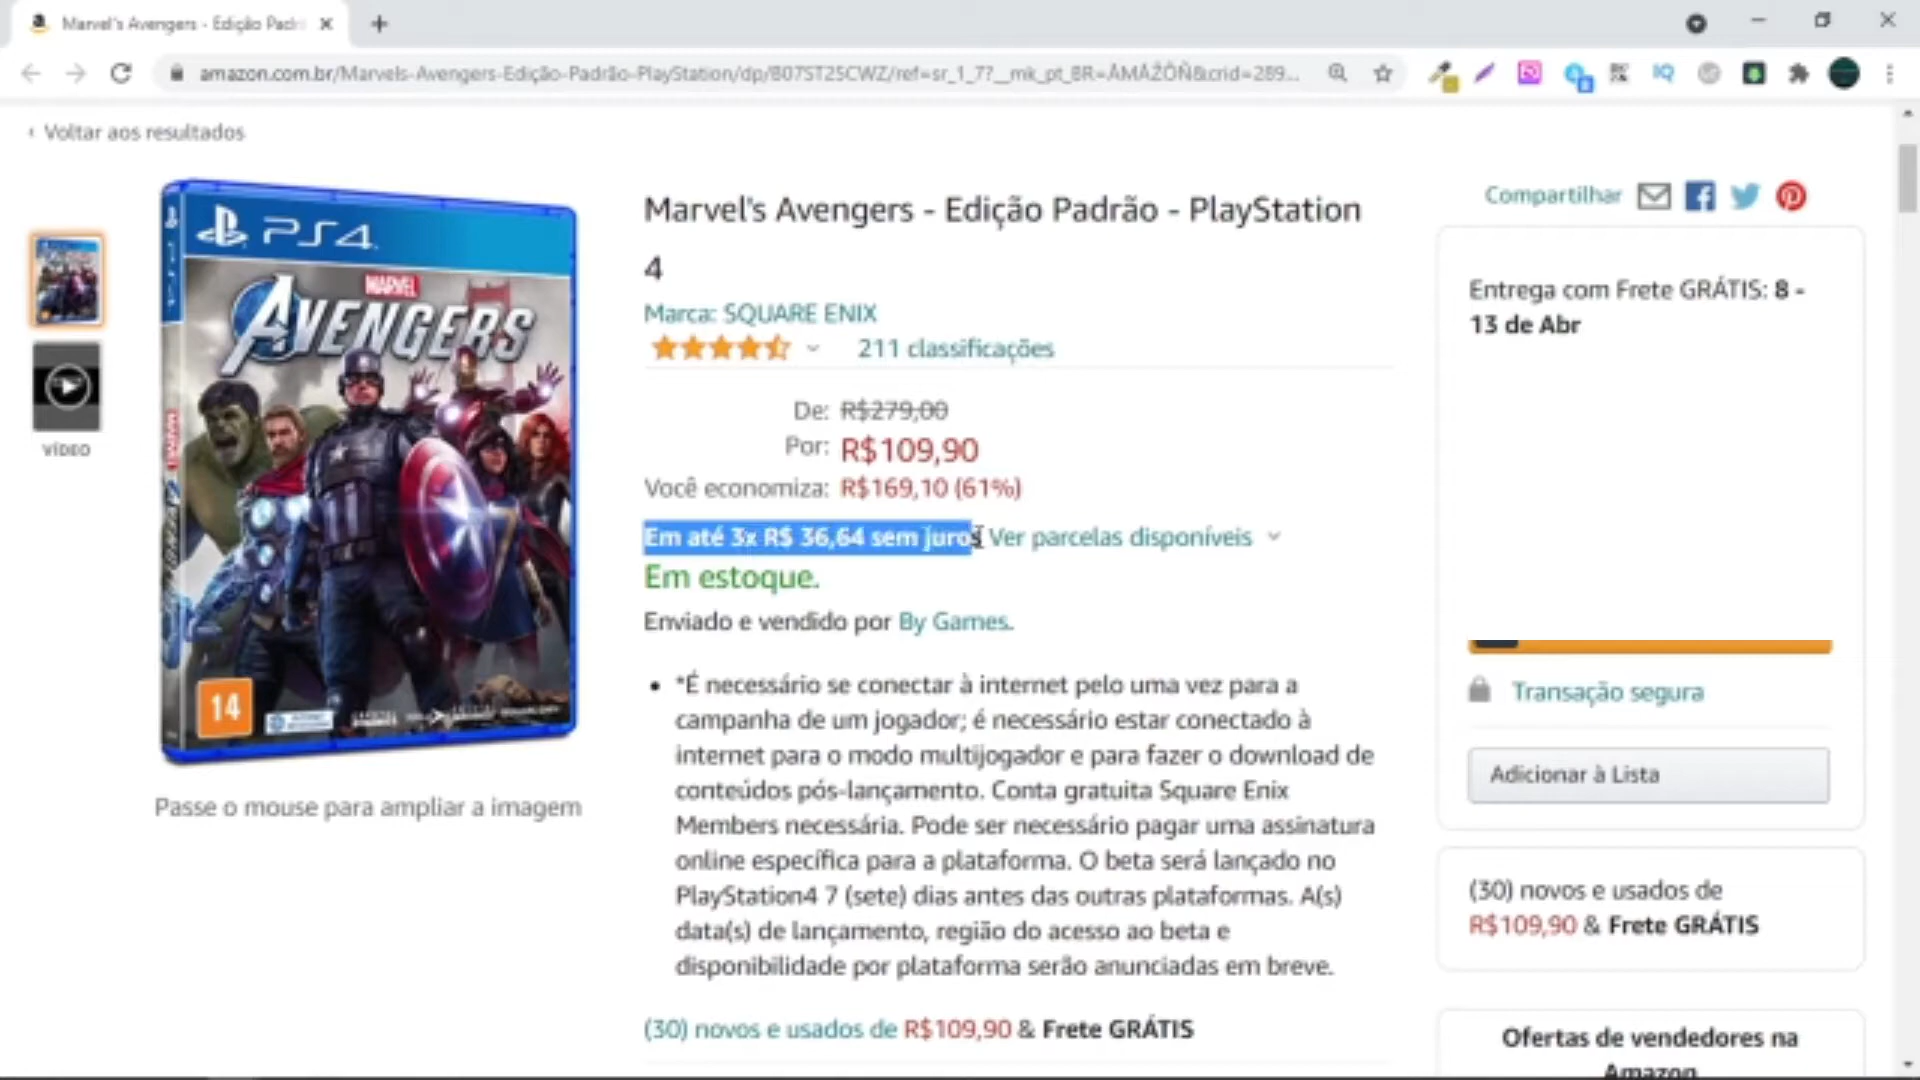 Marvel's Avengers - Edição Padr
amazon.com.br/Marvels-Avengers-Edição-Padrão-PlayStation/dp/B07ST25CWZ/ref=sr_1_7?__mk_pt_BR=ÅMÅŽÕÑ&crid=289...
‹ Voltar aos resultados
VÍDEO
PS4
MARVEL
AVENGERS
14
Passe o mouse para ampliar a imagem
Marvel's Avengers - Edição Padrão - PlayStation
4
Marca: SQUARE ENIX
211 classificações
De: R$279,00
Por: R$109,90
Você economiza: R$169,10 (61%)
Em até 3x R$ 36,64 sem juros Ver parcelas disponíveis
Em estoque.
Enviado e vendido por By Games.
• *É necessário se conectar à internet pelo uma vez para a
campanha de um jogador; é necessário estar conectado à
internet para o modo multijogador e para fazer o download de
conteúdos pós-lançamento. Conta gratuita Square Enix
Members necessária. Pode ser necessário pagar uma assinatura
online específica para a plataforma. O beta será lançado no
PlayStation4 7 (sete) dias antes das outras plataformas. A(s)
data(s) de lançamento, região do acesso ao beta e
disponibilidade por plataforma serão anunciadas em breve.
(30) novos e usados de R$109,90 & Frete GRÁTIS
Compartilhar
Entrega com Frete GRÁTIS: 8 -
13 de Abr
Transação segura
Adicionar à Lista
(30) novos e usados de
R$109,90 & Frete GRÁTIS
Ofertas de vendedores na
Amazon